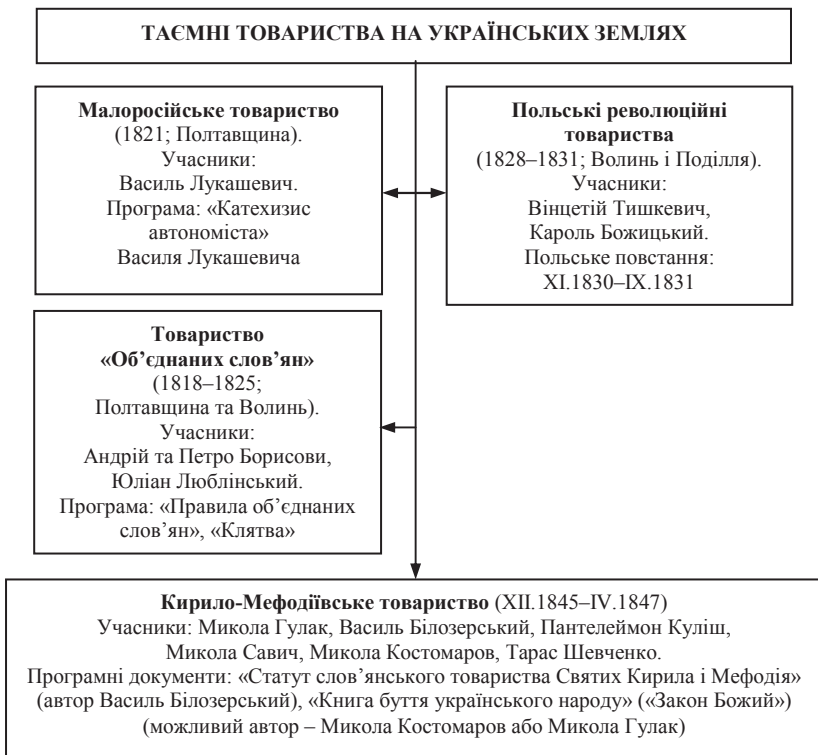 ТАЄМНІ ТОВАРИСТВА НА УКРАЇНСЬКИХ ЗЕМЛЯХ
Малоросійське товариство
(1821; Полтавщина).
Учасники:
Василь Лукашевич.
Програма: «Катехизис
автономіста»
Василя Лукашевича
Польські революційні
товариства
(1828–1831; Волинь і Поділля).
Учасники:
Вінцетій Тишкевич,
Кароль Божицький.
Польське повстання:
XI.1830–IX.1831
Товариство
«Об’єднаних слов’ян»
(1818–1825;
Полтавщина та Волинь).
Учасники:
Андрій та Петро Борисови,
Юліан Люблінський.
Програма: «Правила об’єднаних
слов’ян», «Клятва»
Кирило-Мефодіївське товариство (XII.1845–IV.1847)
Учасники: Микола Гулак, Василь Білозерський, Пантелеймон Куліш,
Микола Савич, Микола Костомаров, Тарас Шевченко.
Програмні документи: «Статут слов’янського товариства Святих Кирила і Мефодія»
(автор Василь Білозерський), «Книга буття українського народу» («Закон Божий»)
(можливий автор – Микола Костомаров або Микола Гулак)